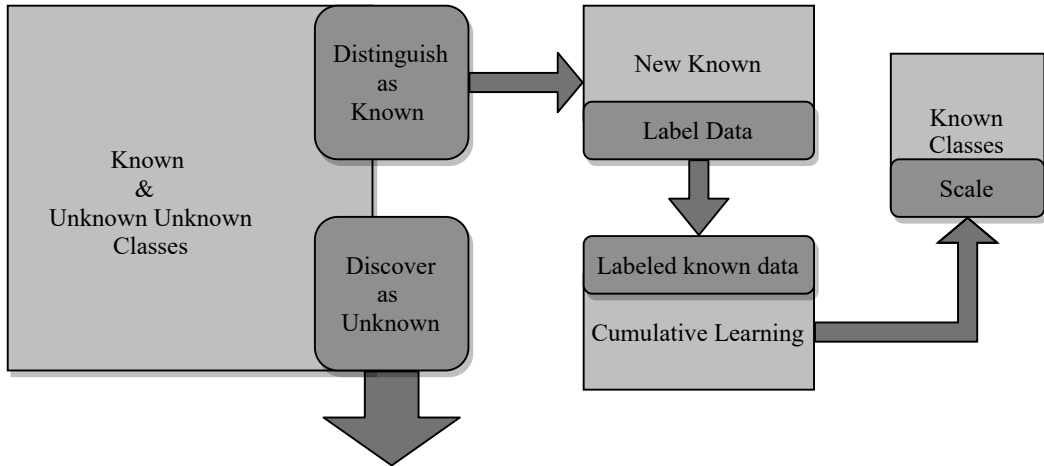 Known
&
Unknown Unknown
Classes
Distinguish
as
Known
Discover
as
Unknown
New Known
Label Data
Labeled known data
Cumulative Learning
Known
Classes
Scale